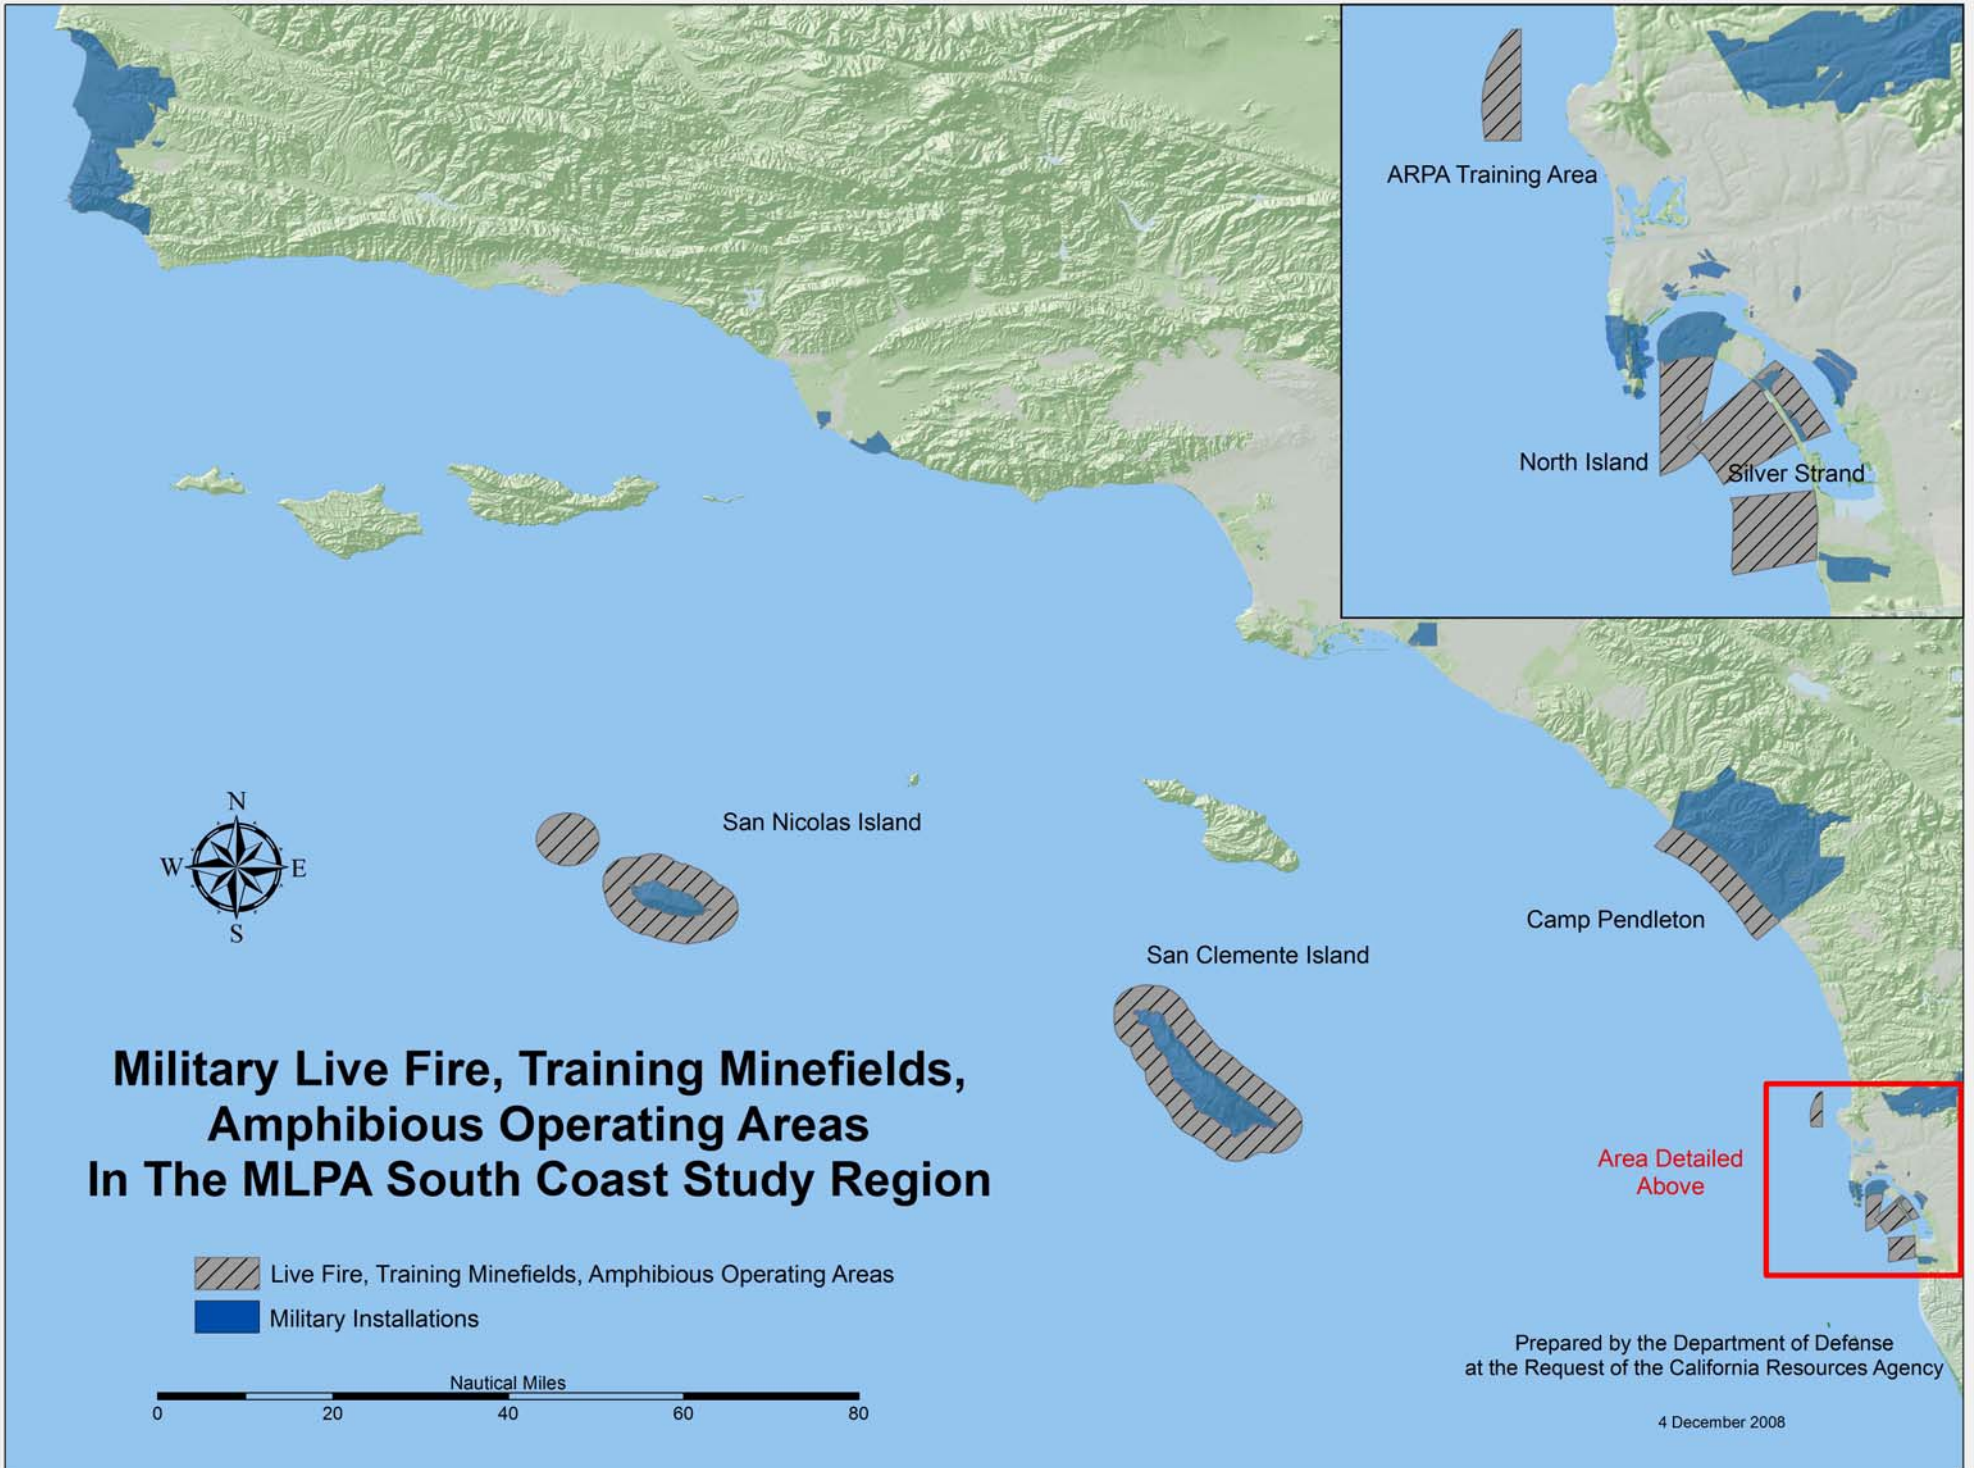 ARPA Training Area
North Island
Silver Strand
N
W
E
S
San Nicolas Island
San Clemente Island
Camp Pendleton
Military Live Fire, Training Minefields,
Amphibious Operating Areas
In The MLPA South Coast Study Region
Area Detailed
Above
Live Fire, Training Minefields, Amphibious Operating Areas
Military Installations
Nautical Miles
0 20 40 60 80
Prepared by the Department of Defense
at the Request of the California Resources Agency
4 December 2008